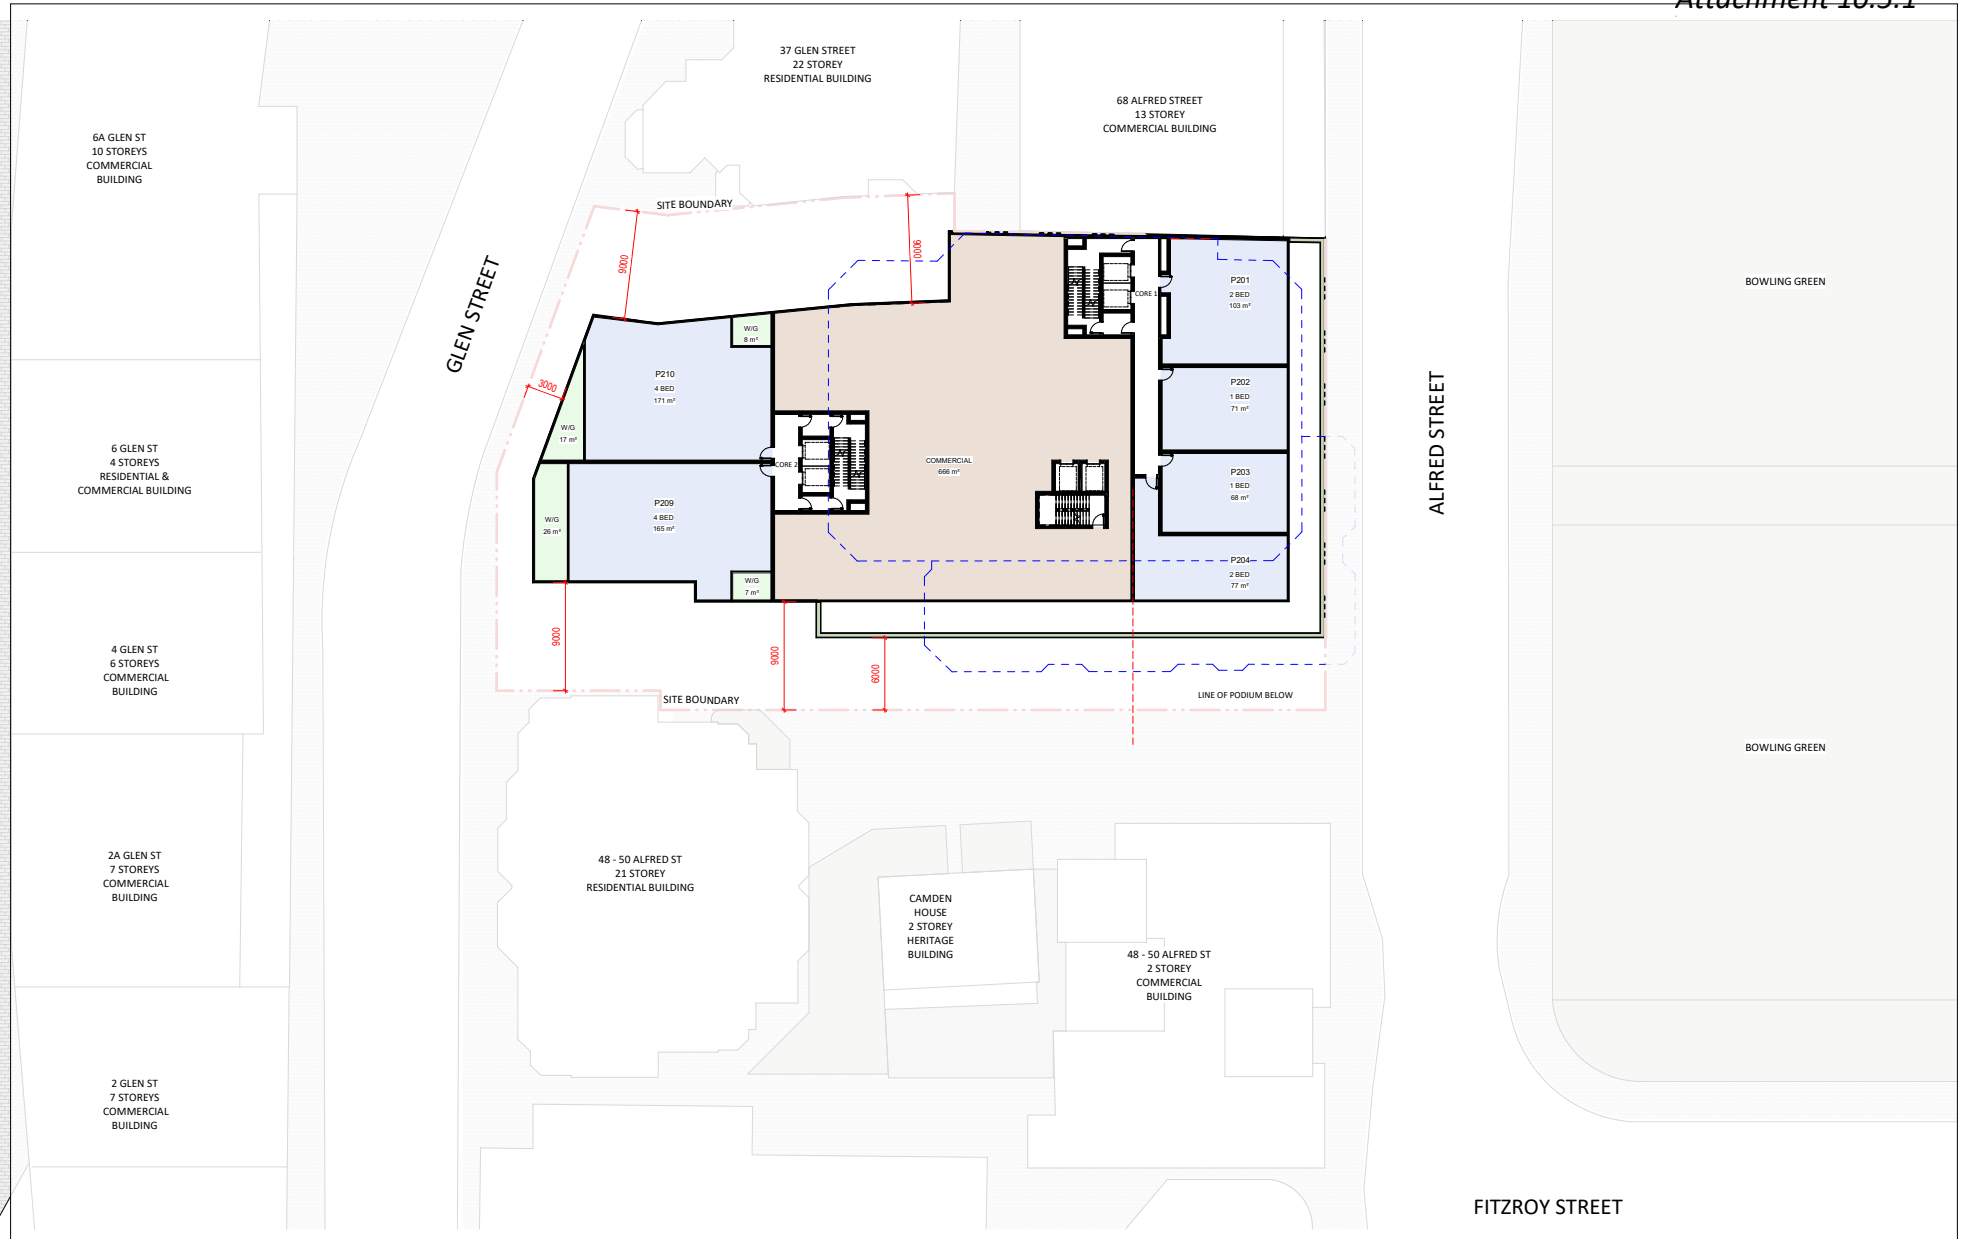 Attachment 10.3.1
37 GLEN STREET
22 STOREY
RESIDENTIAL BUILDING
68 ALFRED STREET
13 STOREY
COMMERCIAL BUILDING
6A GLEN ST
10 STOREYS
COMMERCIAL
BUILDING
SITE BOUNDARY
9000
9000
GLEN STREET
BOWLING GREEN
P201
2 BED
103 m²
CORE 1
W/G
8 m²
P210
4 BED
171 m²
3000
P202
1 BED
71 m²
ALFRED STREET
W/G
17 m²
6 GLEN ST
4 STOREYS
RESIDENTIAL &
COMMERCIAL BUILDING
CORE 2
COMMERCIAL
666 m²
P203
1 BED
68 m²
P209
4 BED
165 m²
W/G
26 m²
P204
2 BED
77 m²
W/G
7 m²
9000
9000
6000
4 GLEN ST
6 STOREYS
COMMERCIAL
BUILDING
SITE BOUNDARY
LINE OF PODIUM BELOW
BOWLING GREEN
2A GLEN ST
7 STOREYS
COMMERCIAL
BUILDING
48 - 50 ALFRED ST
21 STOREY
RESIDENTIAL BUILDING
CAMDEN
HOUSE
2 STOREY
HERITAGE
BUILDING
48 - 50 ALFRED ST
2 STOREY
COMMERCIAL
BUILDING
2 GLEN ST
7 STOREYS
COMMERCIAL
BUILDING
FITZROY STREET